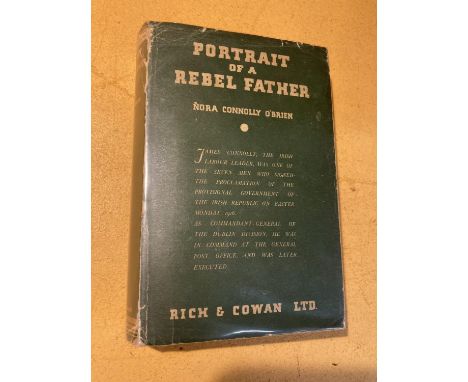 PORTRAIT
OF A
REBEL FATHER
NORA CONNOLLY O'BRIEN
JAMES CONNOLLY, THE IRISH
LABOUR LEADER, WAS ONE OF
THE SEVEN MEN WHO SIGNED
THE PROCLAMATION OF THE
PROVISIONAL GOVERNMENT OF
THE IRISH REPUBLIC ON EASTER
MONDAY 1916.
AS COMMANDANT-GENERAL OF
THE DUBLIN DIVISION, HE WAS
IN COMMAND AT THE GENERAL
POST OFFICE, AND WAS LATER
EXECUTED
RICH & COWAN LTD.